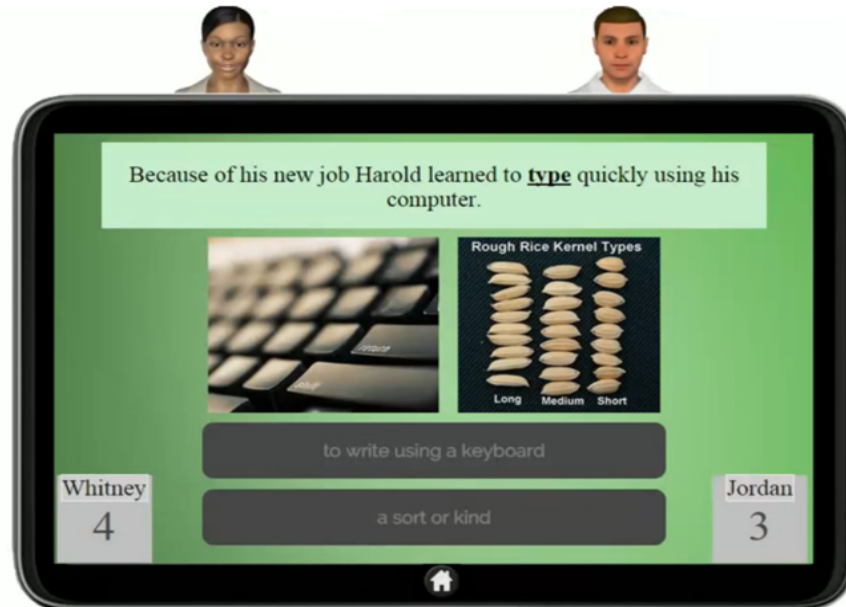 Because of his new job Harold learned to type quickly using his
computer.
Rough Rice Kernel Types
Long Medium Short
to write using a keyboard
a sort or kind
Whitney
4
Jordan
3